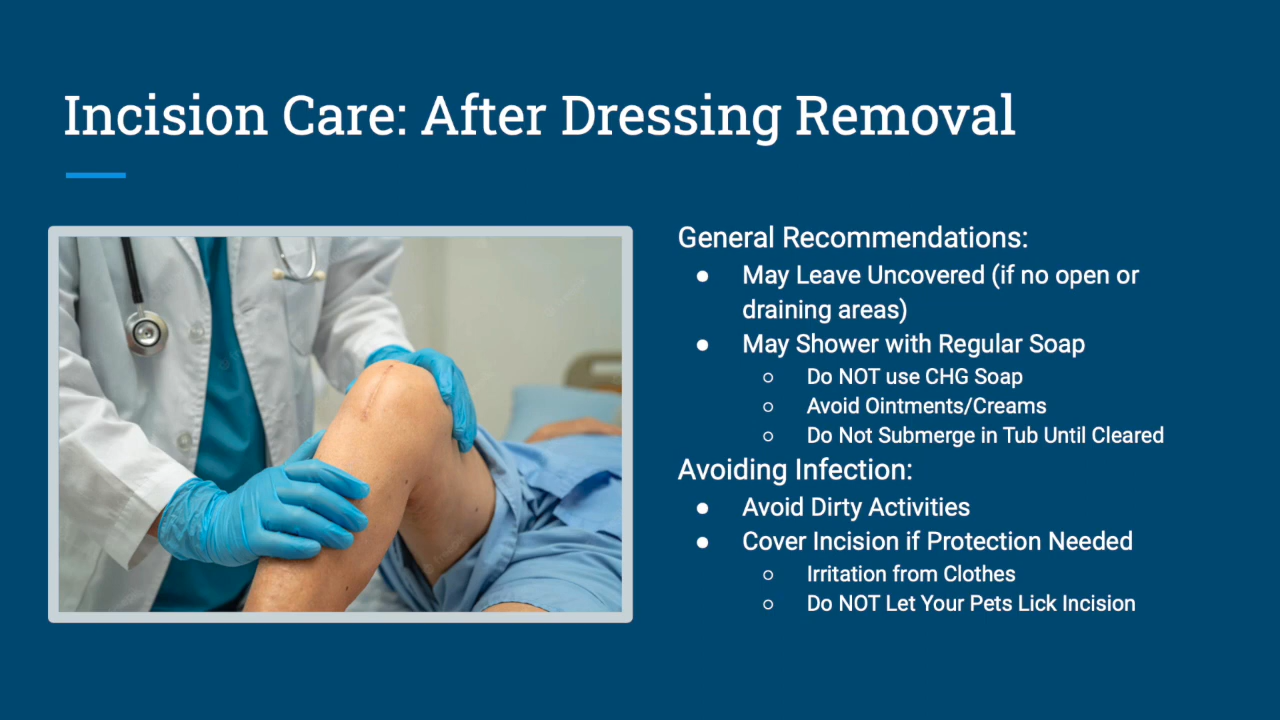 Incision Care: After Dressing Removal
General Recommendations:
● May Leave Uncovered (if no open or
draining areas)
● May Shower with Regular Soap
○ Do NOT use CHG Soap
○ Avoid Ointments/Creams
○ Do Not Submerge in Tub Until Cleared
Avoiding Infection:
● Avoid Dirty Activities
● Cover Incision if Protection Needed
○ Irritation from Clothes
○ Do NOT Let Your Pets Lick Incision